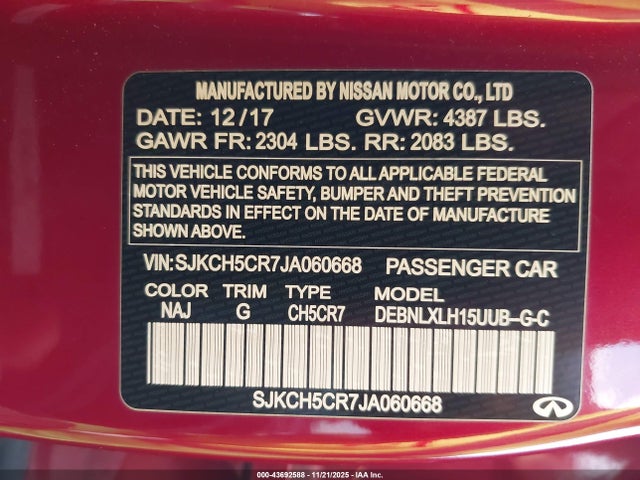 MANUFACTURED BY NISSAN MOTOR CO., LTD
DATE: 12/17 GVWR: 4387 LBS.
GAWR FR: 2304 LBS. RR: 2083 LBS.
THIS VEHICLE CONFORMS TO ALL APPLICABLE FEDERAL
MOTOR VEHICLE SAFETY, BUMPER AND THEFT PREVENTION
STANDARDS IN EFFECT ON THE DATE OF MANUFACTURE
SHOWN ABOVE.
VIN:SJKCH5CR7JA060668 PASSENGER CAR
COLOR TRIM TYPE MODEL
NAJ G CH5CR7 DEBNLXLH15UUB-G-C
SJKCH5CR7JA060668
000-43692588 - 11/21/2025 - IAA Inc.